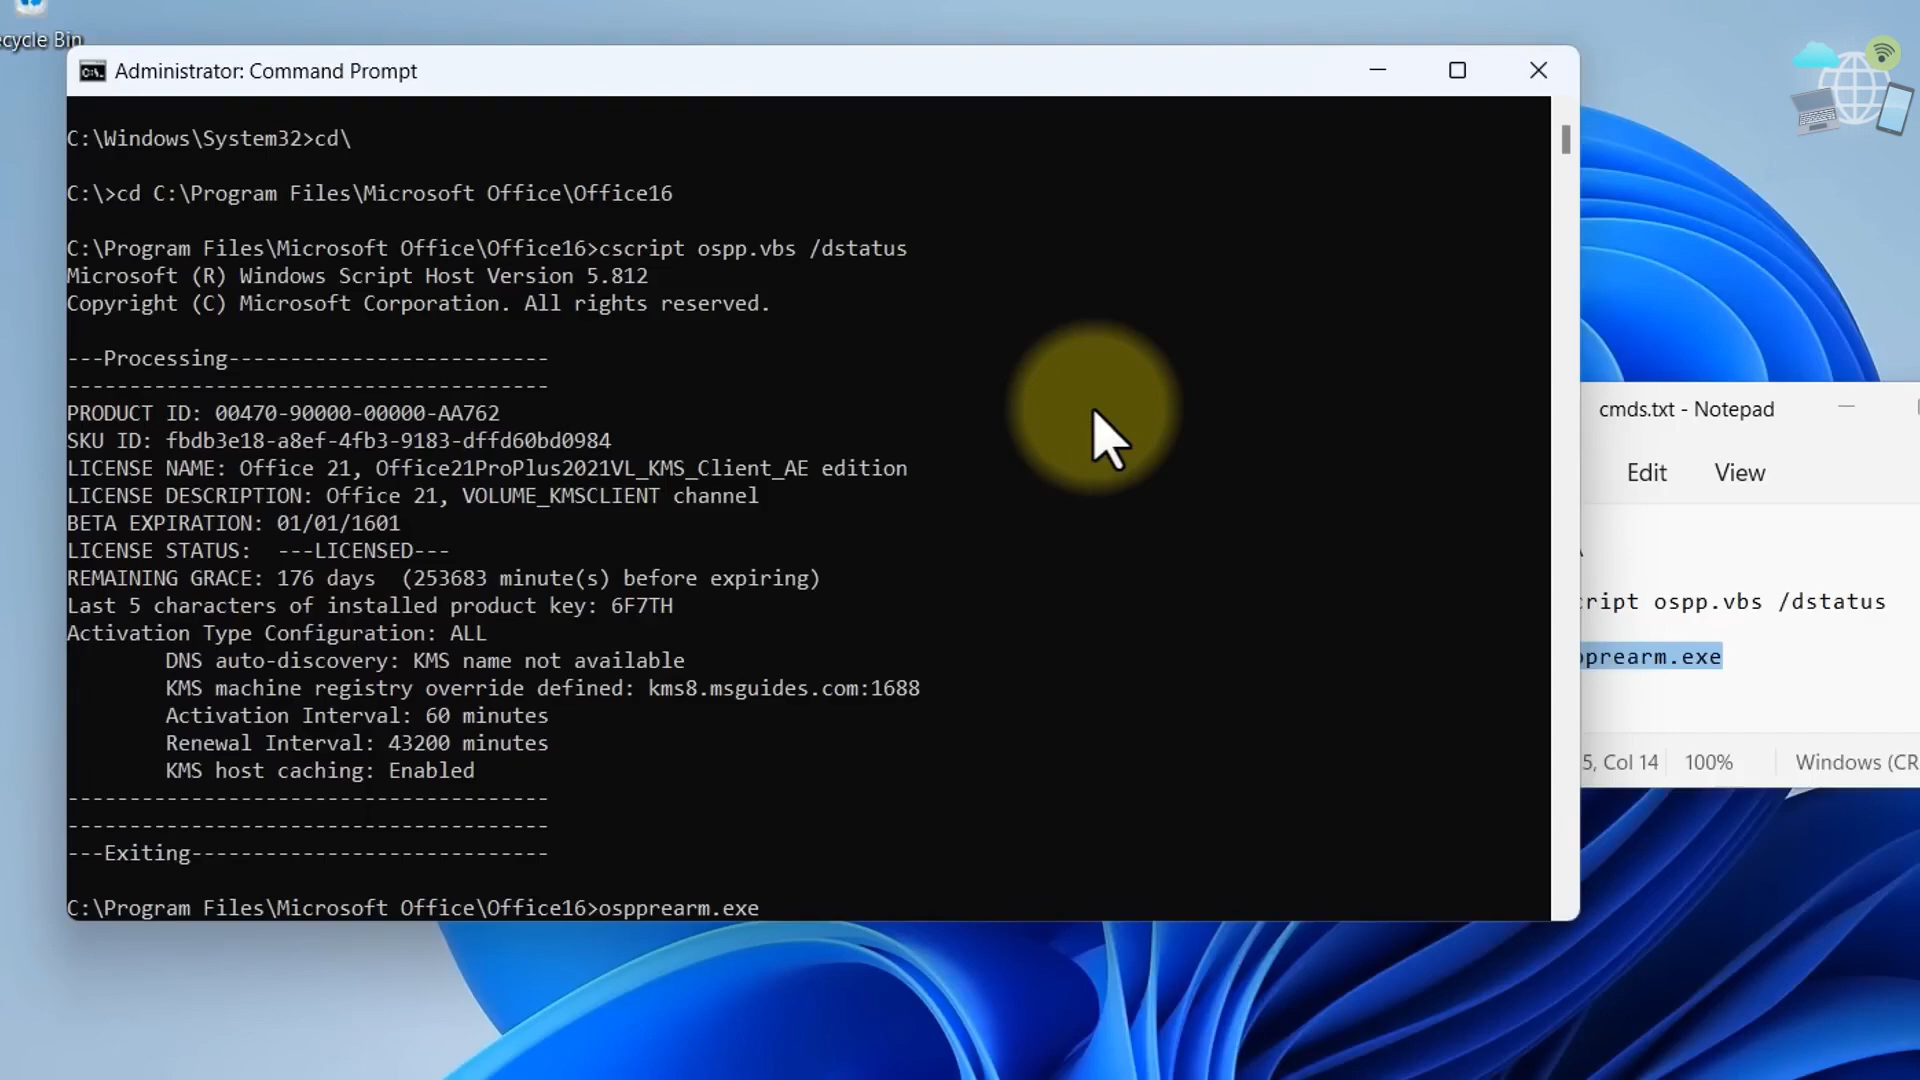 ecycle Bin
Administrator: Command Prompt
C:\Windows\System32>cd\
C:\>cd C:\Program Files\Microsoft Office\Office16
C:\Program Files\Microsoft Office\Office16>cscript ospp.vbs /dstatus
Microsoft (R) Windows Script Host Version 5.812
Copyright (C) Microsoft Corporation. All rights reserved.
---Processing--------------------------
---------------------------------------
PRODUCT ID: 00470-90000-00000-AA762
SKU ID: fbdb3e18-a8ef-4fb3-9183-dffd60bd0984
LICENSE NAME: Office 21, Office21ProPlus2021VL_KMS_Client_AE edition
LICENSE DESCRIPTION: Office 21, VOLUME_KMSCLIENT channel
BETA EXPIRATION: 01/01/1601
LICENSE STATUS:  ---LICENSED---
REMAINING GRACE: 176 days  (253683 minute(s) before expiring)
Last 5 characters of installed product key: 6F7TH
Activation Type Configuration: ALL
        DNS auto-discovery: KMS name not available
        KMS machine registry override defined: kms8.msguides.com:1688
        Activation Interval: 60 minutes
        Renewal Interval: 43200 minutes
        KMS host caching: Enabled
---------------------------------------
---------------------------------------
---Exiting-----------------------------
C:\Program Files\Microsoft Office\Office16>ospprearm.exe
cmds.txt - Notepad
Edit View
cript ospp.vbs /dstatus
pprearm.exe
5, Col 14 100% Windows (CR